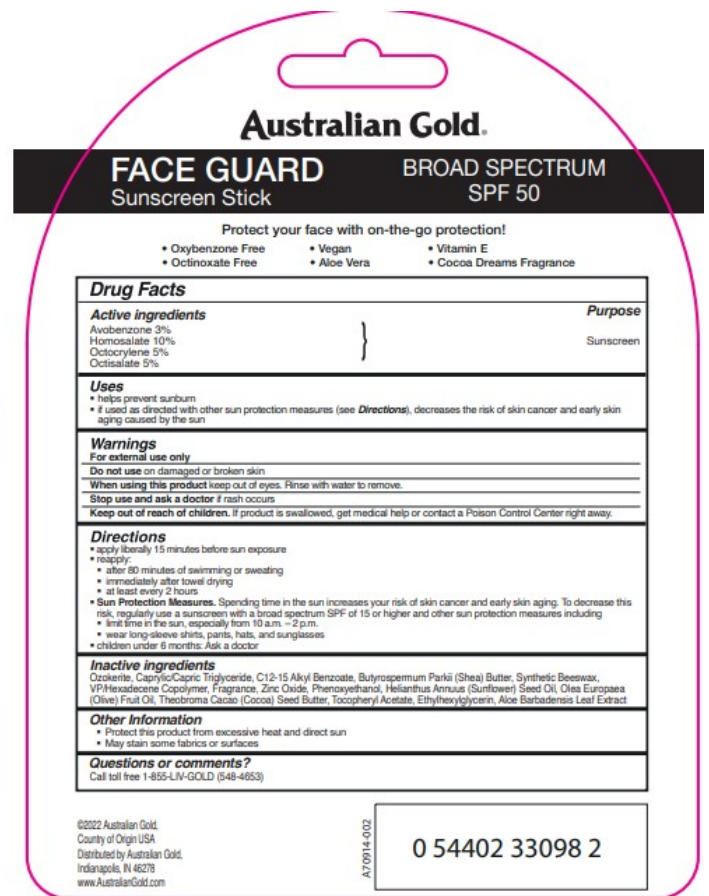 Australian Gold.
FACE GUARD
Sunscreen Stick
BROAD SPECTRUM
SPF 50
Protect your face with on-the-go protection!
• Oxybenzone Free • Vegan • Vitamin E
• Octinoxate Free • Aloe Vera • Cocoa Dreams Fragrance
Drug Facts
Active ingredients Purpose
Avobenzone 3%
Homosalate 10% } Sunscreen
Octocrylene 5%
Octisalate 5%
Uses
▪ helps prevent sunburn
▪ if used as directed with other sun protection measures (see Directions), decreases the risk of skin cancer and early skin
aging caused by the sun
Warnings
For external use only
Do not use on damaged or broken skin
When using this product keep out of eyes. Rinse with water to remove.
Stop use and ask a doctor if rash occurs
Keep out of reach of children. If product is swallowed, get medical help or contact a Poison Control Center right away.
Directions
▪ apply liberally 15 minutes before sun exposure
▪ reapply:
▪ after 80 minutes of swimming or sweating
▪ immediately after towel drying
▪ at least every 2 hours
▪ Sun Protection Measures. Spending time in the sun increases your risk of skin cancer and early skin aging. To decrease this
risk, regularly use a sunscreen with a broad spectrum SPF of 15 or higher and other sun protection measures including
▪ limit time in the sun, especially from 10 a.m. – 2 p.m.
▪ wear long-sleeve shirts, pants, hats, and sunglasses
▪ children under 6 months: Ask a doctor
Inactive ingredients
Ozokerite, Caprylic/Capric Triglyceride, C12-15 Alkyl Benzoate, Butyrospermum Parkii (Shea) Butter, Synthetic Beeswax,
VP/Hexadecene Copolymer, Fragrance, Zinc Oxide, Phenoxyethanol, Helianthus Annuus (Sunflower) Seed Oil, Olea Europaea
(Olive) Fruit Oil, Theobroma Cacao (Cocoa) Seed Butter, Tocopheryl Acetate, Ethylhexylglycerin, Aloe Barbadensis Leaf Extract
Other Information
▪ Protect this product from excessive heat and direct sun
▪ May stain some fabrics or surfaces
Questions or comments?
Call toll free 1-855-LIV-GOLD (548-4653)
©2022 Australian Gold,
Country of Origin USA
Distributed by Australian Gold,
Indianapolis, IN 46278
www.AustralianGold.com
A70914-002
0 54402 33098 2